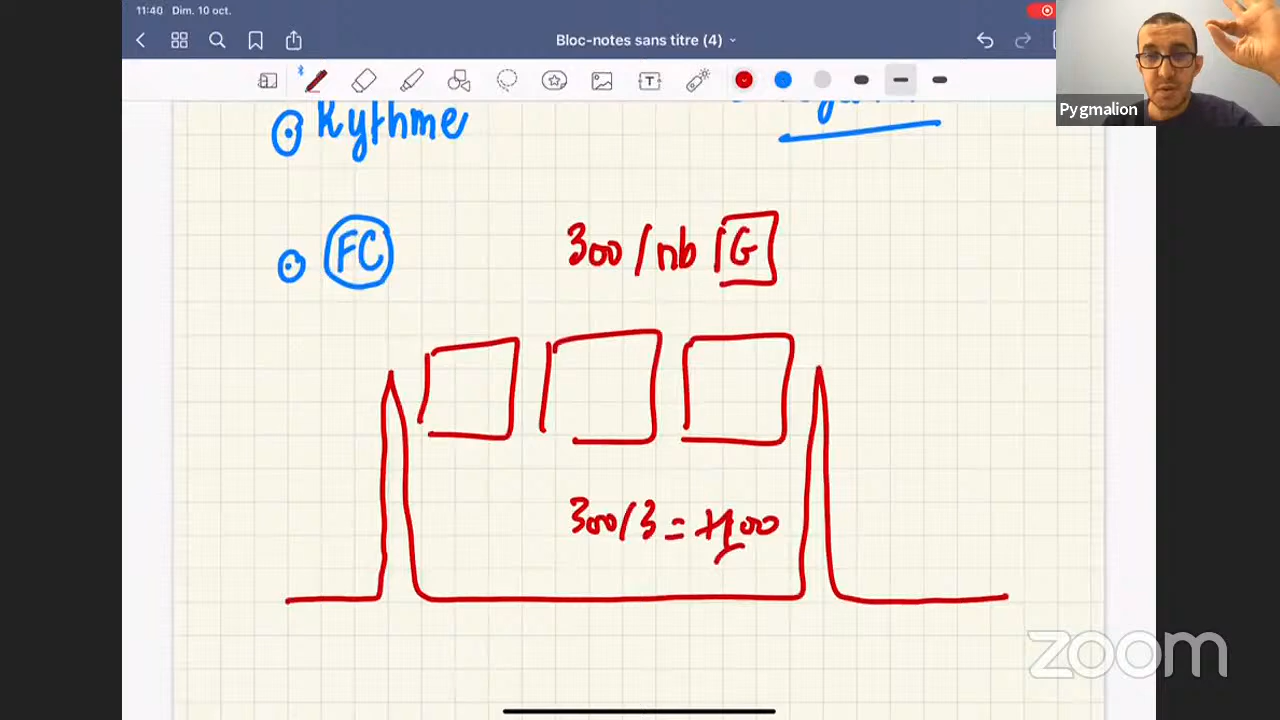 11:40 Dim. 10 oct.
Bloc-notes sans titre (4)
Pygmalion
Rythme
FC
300 / nb G
300/3 = 100
zoom